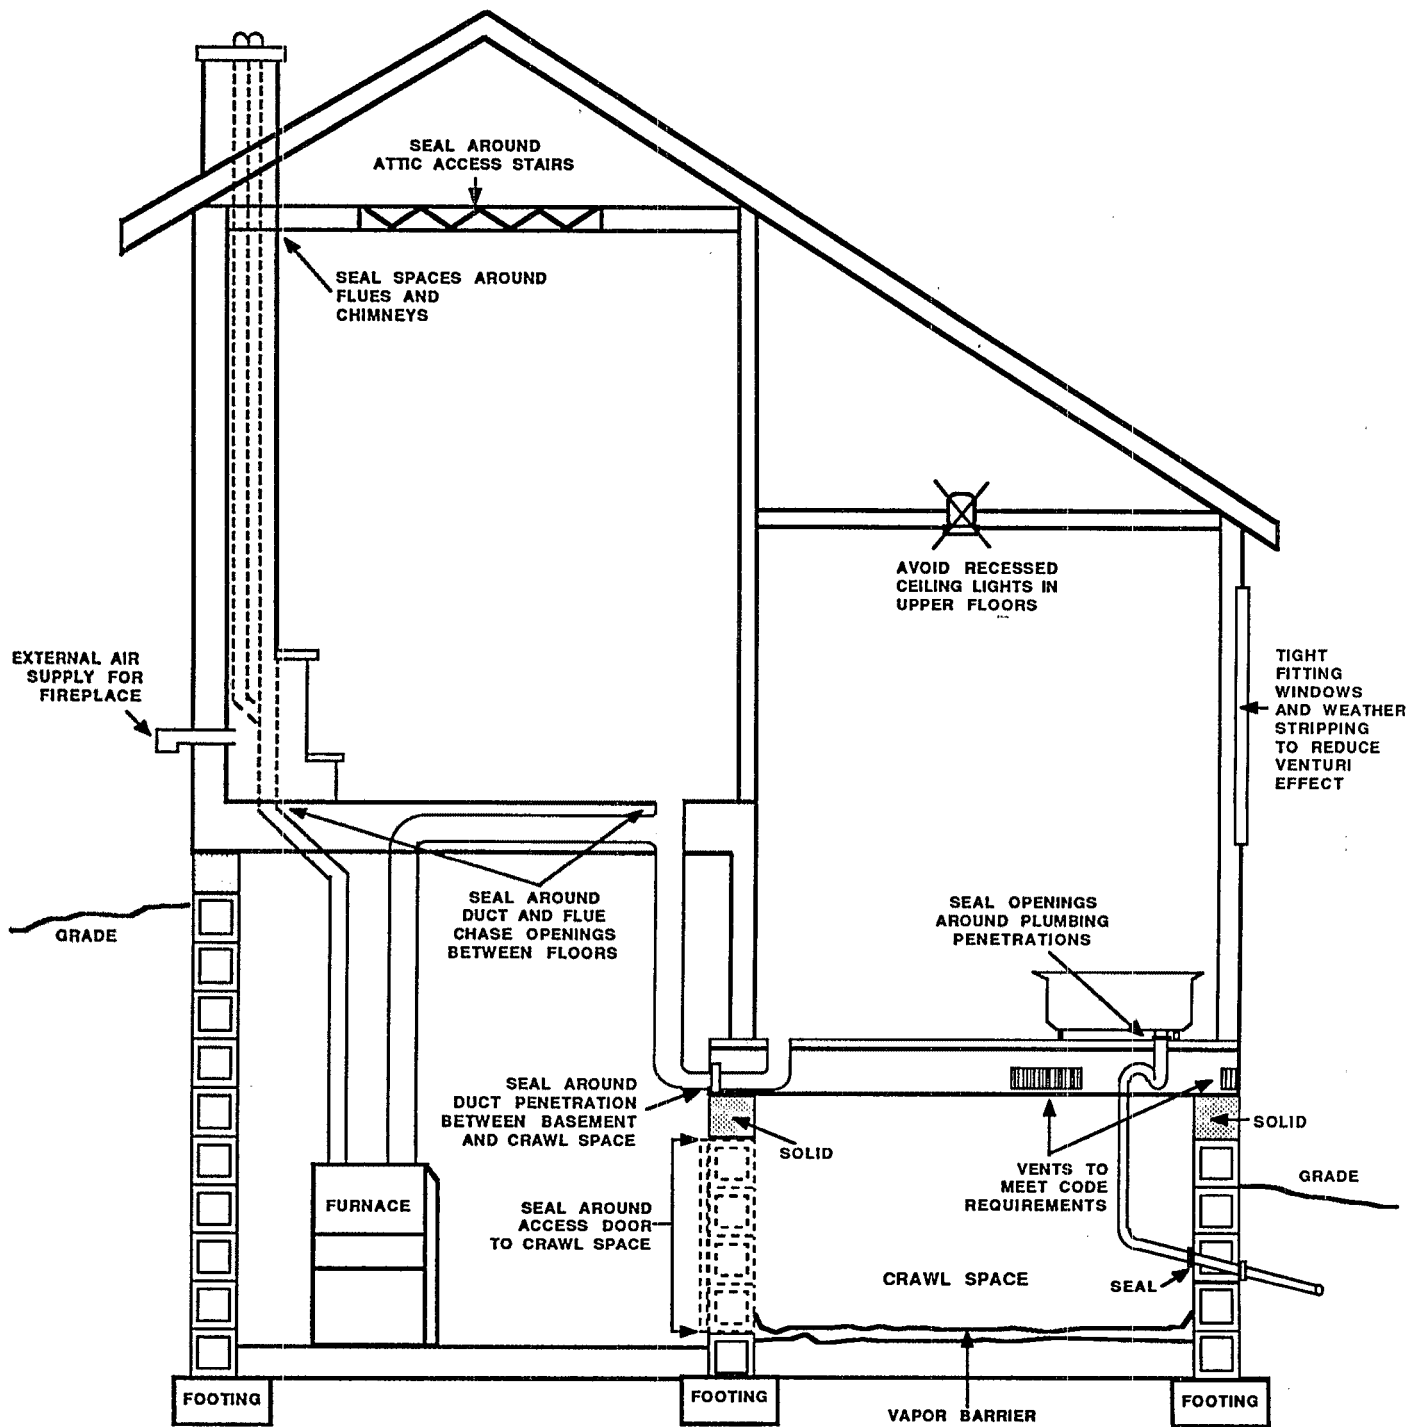 SEAL AROUND
ATTIC ACCESS STAIRS
SEAL SPACES AROUND
FLUES AND
CHIMNEYS
AVOID RECESSED
CEILING LIGHTS IN
UPPER FLOORS
EXTERNAL AIR
SUPPLY FOR
FIREPLACE
TIGHT
FITTING
WINDOWS
AND WEATHER
STRIPPING
TO REDUCE
VENTURI
EFFECT
SEAL AROUND
DUCT AND FLUE
CHASE OPENINGS
BETWEEN FLOORS
SEAL OPENINGS
AROUND PLUMBING
PENETRATIONS
GRADE
SEAL AROUND
DUCT PENETRATION
BETWEEN BASEMENT
AND CRAWL SPACE
SOLID
SOLID
VENTS TO
MEET CODE
REQUIREMENTS
GRADE
FURNACE
SEAL AROUND
ACCESS DOOR
TO CRAWL SPACE
CRAWL SPACE
SEAL
FOOTING
FOOTING
FOOTING
VAPOR BARRIER